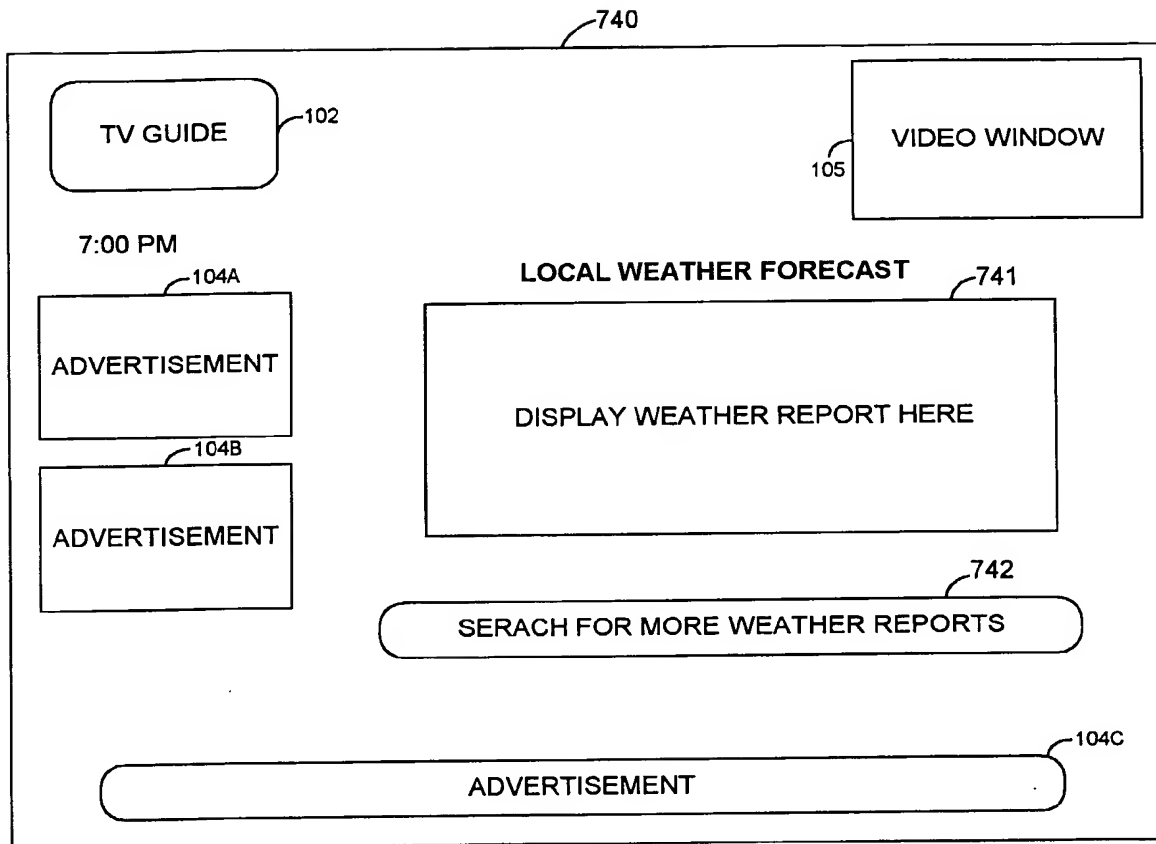 740
TV GUIDE
102
VIDEO WINDOW
105
7:00 PM
LOCAL WEATHER FORECAST
104A
741
ADVERTISEMENT
DISPLAY WEATHER REPORT HERE
104B
ADVERTISEMENT
742
SERACH FOR MORE WEATHER REPORTS
104C
ADVERTISEMENT